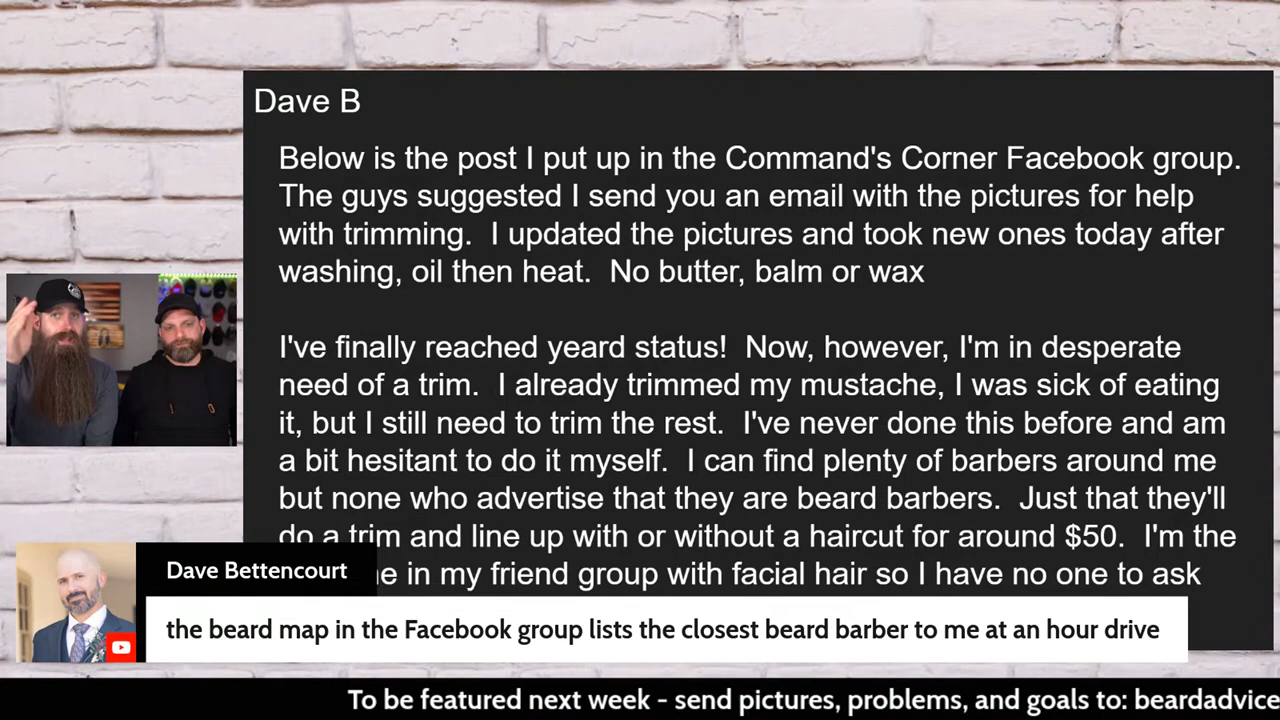 Dave B
Below is the post I put up in the Command's Corner Facebook group.
The guys suggested I send you an email with the pictures for help
with trimming. I updated the pictures and took new ones today after
washing, oil then heat. No butter, balm or wax
I've finally reached yeard status! Now, however, I'm in desperate
need of a trim. I already trimmed my mustache, I was sick of eating
it, but I still need to trim the rest. I've never done this before and am
a bit hesitant to do it myself. I can find plenty of barbers around me
but none who advertise that they are beard barbers. Just that they'll
do a trim and line up with or without a haircut for around $50. I'm the
in my friend group with facial hair so I have no one to ask
Dave Bettencourt
the beard map in the Facebook group lists the closest beard barber to me at an hour drive
To be featured next week - send pictures, problems, and goals to: beardadvice